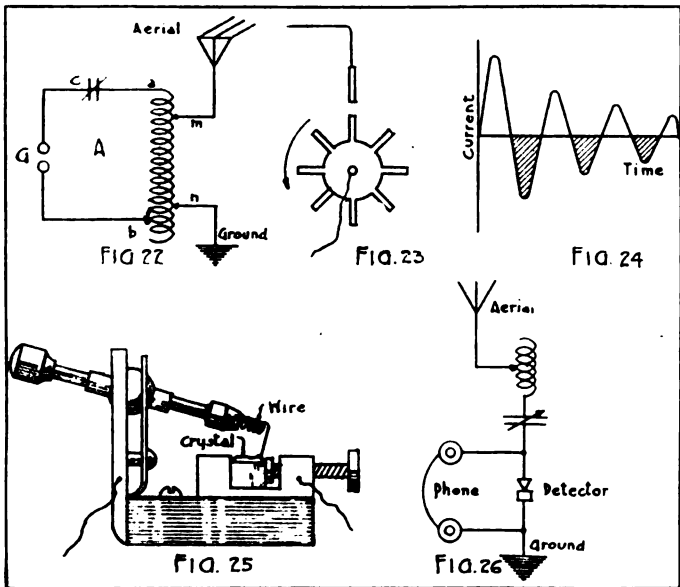 Aerial
C
a
m
G
A
n
b
Ground
FIG 22
FIG. 23
Current
Time
FIG. 24
Aerial
Wire
Crystal
FIG. 25
Phone
Detector
Ground
FIG. 26